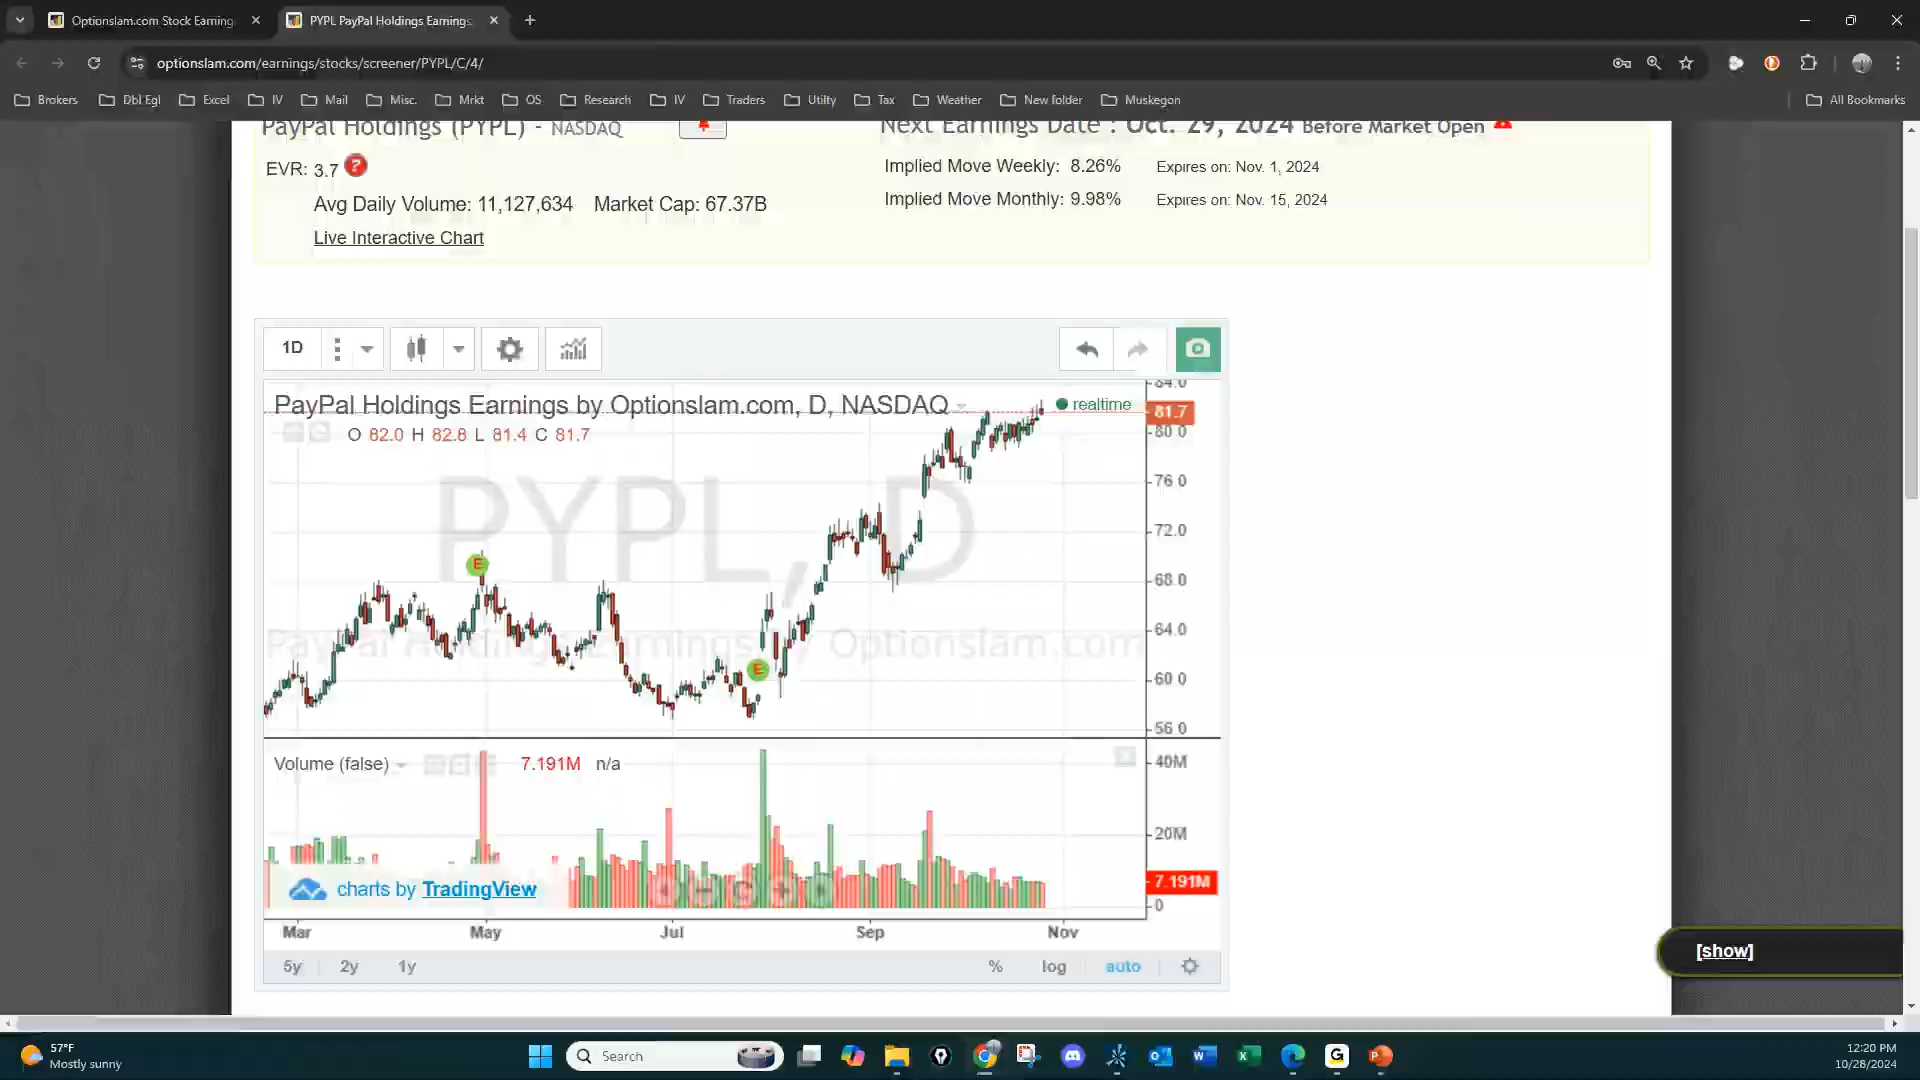 Optionslam.com Stock Earning
PYPL PayPal Holdings Earnings
optionslam.com/earnings/stocks/screener/PYPL/C/4/
Brokers
Dbl Egl
Excel
IV
Mail
Misc.
Mrkt
OS
Research
IV
Traders
Utilty
Tax
Weather
New folder
Muskegon
All Bookmarks
PayPal Holdings (PYPL) - NASDAQ
Next Earnings Date : Oct. 29, 2024 Before Market Open
EVR: 3.7 ?
Implied Move Weekly: 8.26% Expires on: Nov. 1, 2024
Avg Daily Volume: 11,127,634 Market Cap: 67.37B
Implied Move Monthly: 9.98% Expires on: Nov. 15, 2024
Live Interactive Chart
1D
PayPal Holdings Earnings by Optionslam.com, D, NASDAQ
realtime
O 82.0 H 82.8 L 81.4 C 81.7
84.0
81.7
80.0
76.0
72.0
68.0
64.0
60.0
56.0
PYPL, D
PayPal Holdings Earnings by Optionslam.com
E
E
Volume (false) 7.191M n/a
40M
20M
7.191M
0
charts by TradingView
Mar May Jul Sep Nov
5y 2y 1y % log auto
[show]
57°F
Mostly sunny
Search
12:20 PM
10/28/2024